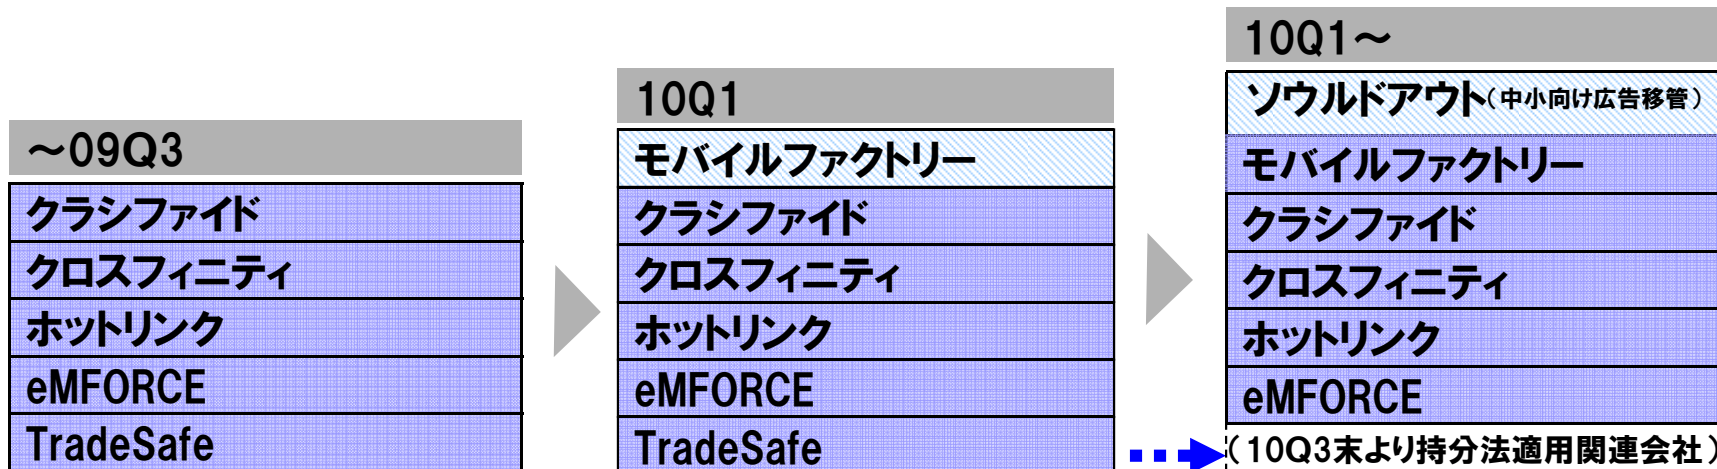 ～09Q3
クラシファイド
クロスフィニティ
ホットリンク
eMFORCE
TradeSafe
10Q1
モバイルファクトリー
クラシファイド
クロスフィニティ
ホットリンク
eMFORCE
TradeSafe
10Q1～
ソウルドアウト（中小向け広告移管）
モバイルファクトリー
クラシファイド
クロスフィニティ
ホットリンク
eMFORCE
（10Q3末より持分法適用関連会社）